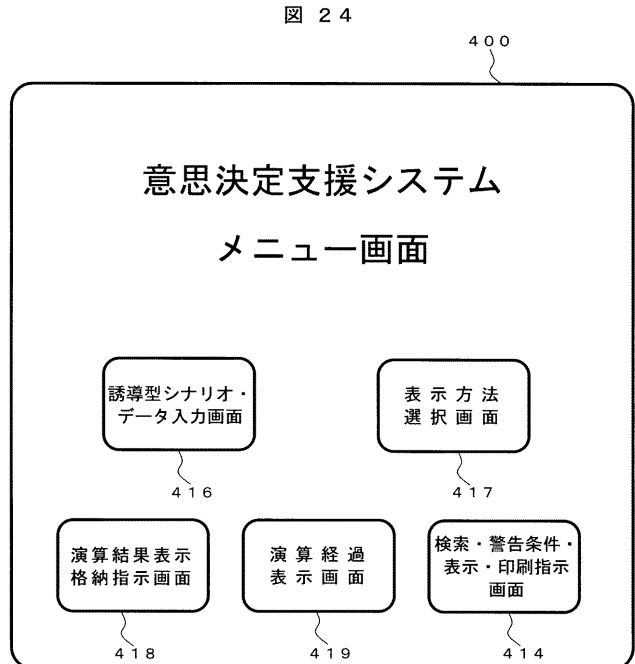 図 24
400
意思決定支援システム
メニュー画面
誘導型シナリオ・
データ入力画面
表示方法
選択画面
416
417
演算結果表示
格納指示画面
演算経過
表示画面
検索・警告条件・
表示・印刷指示
画面
418
419
414